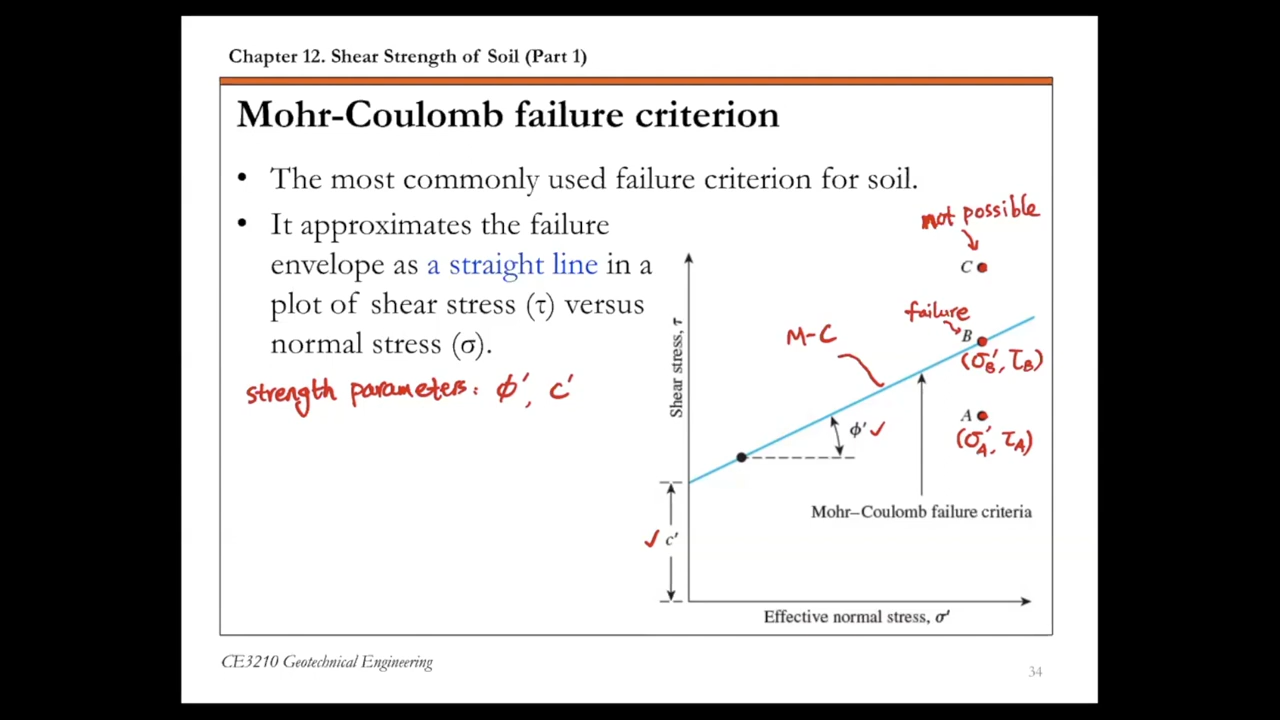 Chapter 12. Shear Strength of Soil (Part 1)
Mohr-Coulomb failure criterion
• The most commonly used failure criterion for soil.
• It approximates the failure
envelope as a straight line in a
plot of shear stress (τ) versus
normal stress (σ).
strength parameters: ϕ', c'
not possible
C
failure
B
(σ'B, τB)
M-C
A
(σ'A, τA)
ϕ' ✓
Shear stress, τ
Mohr–Coulomb failure criteria
✓ c'
Effective normal stress, σ'
CE3210 Geotechnical Engineering
34